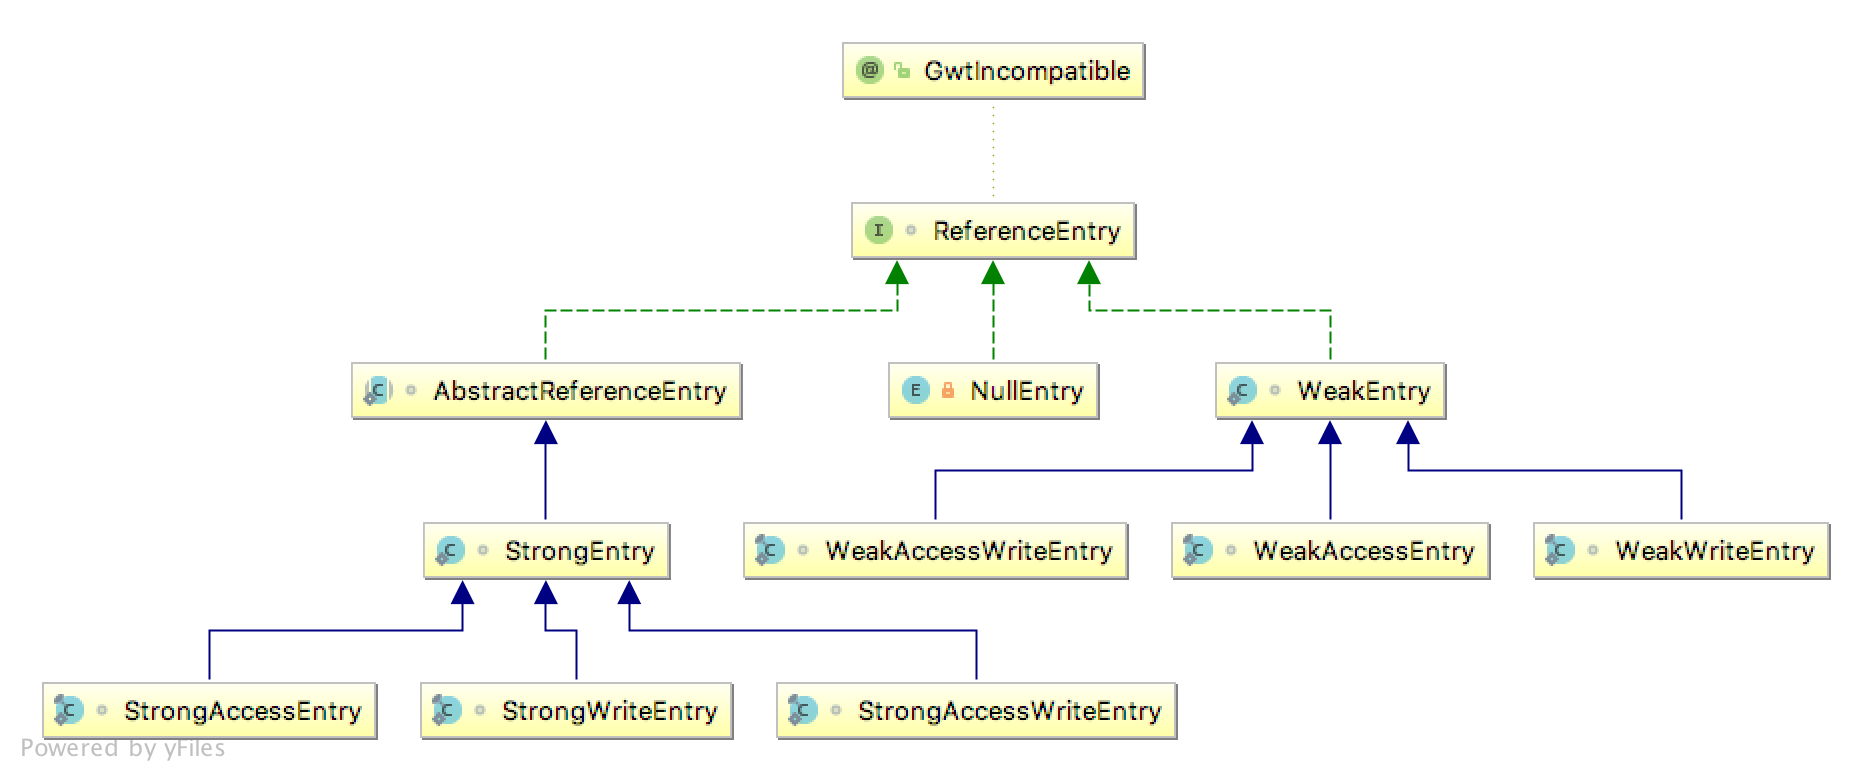 GwtIncompatible
ReferenceEntry
AbstractReferenceEntry
NullEntry
WeakEntry
StrongEntry
WeakAccessWriteEntry
WeakAccessEntry
WeakWriteEntry
StrongAccessEntry
StrongWriteEntry
StrongAccessWriteEntry
Powered by yFiles